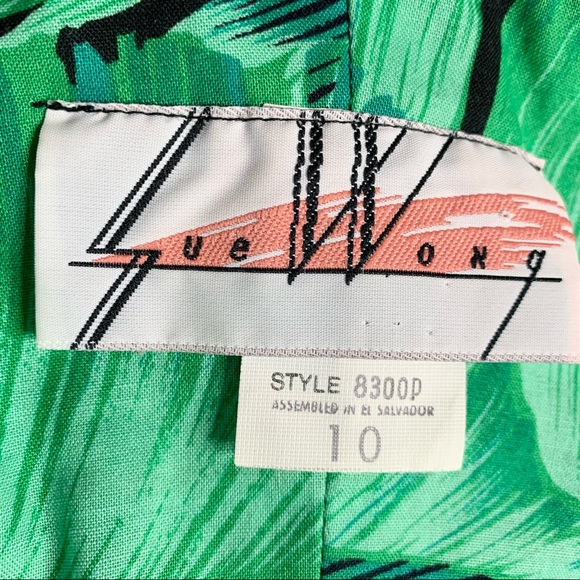 Sue Wong
STYLE 8300P
ASSEMBLED IN EL SALVADOR
10